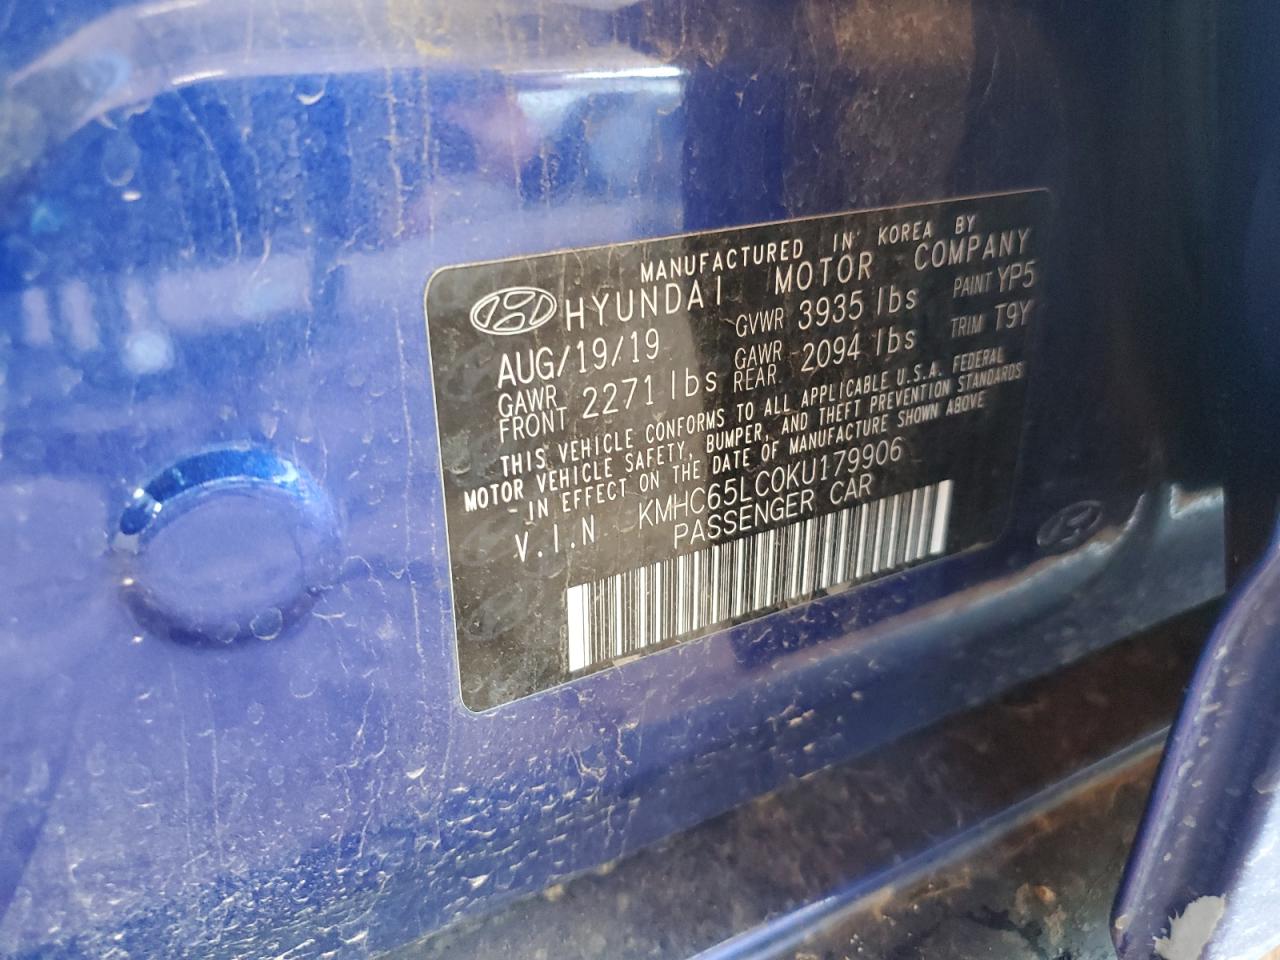 MANUFACTURED IN KOREA BY
HYUNDAI MOTOR COMPANY
AUG/19/19 GVWR 3935 lbs PAINT YP5
GAWR FRONT 2271 lbs GAWR REAR 2094 lbs TRIM T9Y
THIS VEHICLE CONFORMS TO ALL APPLICABLE U.S.A. FEDERAL
MOTOR VEHICLE SAFETY, BUMPER, AND THEFT PREVENTION STANDARDS
IN EFFECT ON THE DATE OF MANUFACTURE SHOWN ABOVE
V.I.N KMHC65LC0KU179906
PASSENGER CAR